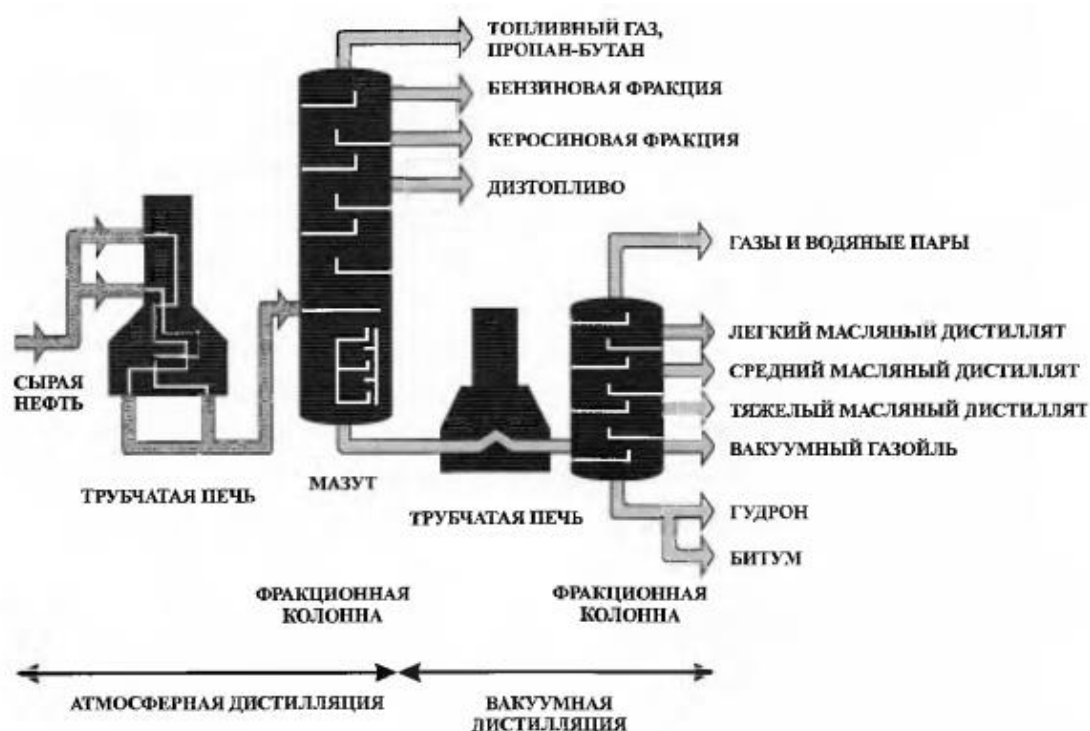 ТОПЛИВНЫЙ ГАЗ,
ПРОПАН-БУТАН
БЕНЗИНОВАЯ ФРАКЦИЯ
КЕРОСИНОВАЯ ФРАКЦИЯ
ДИЗТОПЛИВО
ГАЗЫ И ВОДЯНЫЕ ПАРЫ
ЛЕГКИЙ МАСЛЯНЫЙ ДИСТИЛЛЯТ
СРЕДНИЙ МАСЛЯНЫЙ ДИСТИЛЛЯТ
ТЯЖЕЛЫЙ МАСЛЯНЫЙ ДИСТИЛЛЯТ
ВАКУУМНЫЙ ГАЗОЙЛЬ
СЫРАЯ
НЕФТЬ
ТРУБЧАТАЯ ПЕЧЬ
МАЗУТ
ТРУБЧАТАЯ ПЕЧЬ
ГУДРОН
БИТУМ
ФРАКЦИОННАЯ
КОЛОННА
ФРАКЦИОННАЯ
КОЛОННА
АТМОСФЕРНАЯ ДИСТИЛЛЯЦИЯ
ВАКУУМНАЯ
ДИСТИЛЛЯЦИЯ